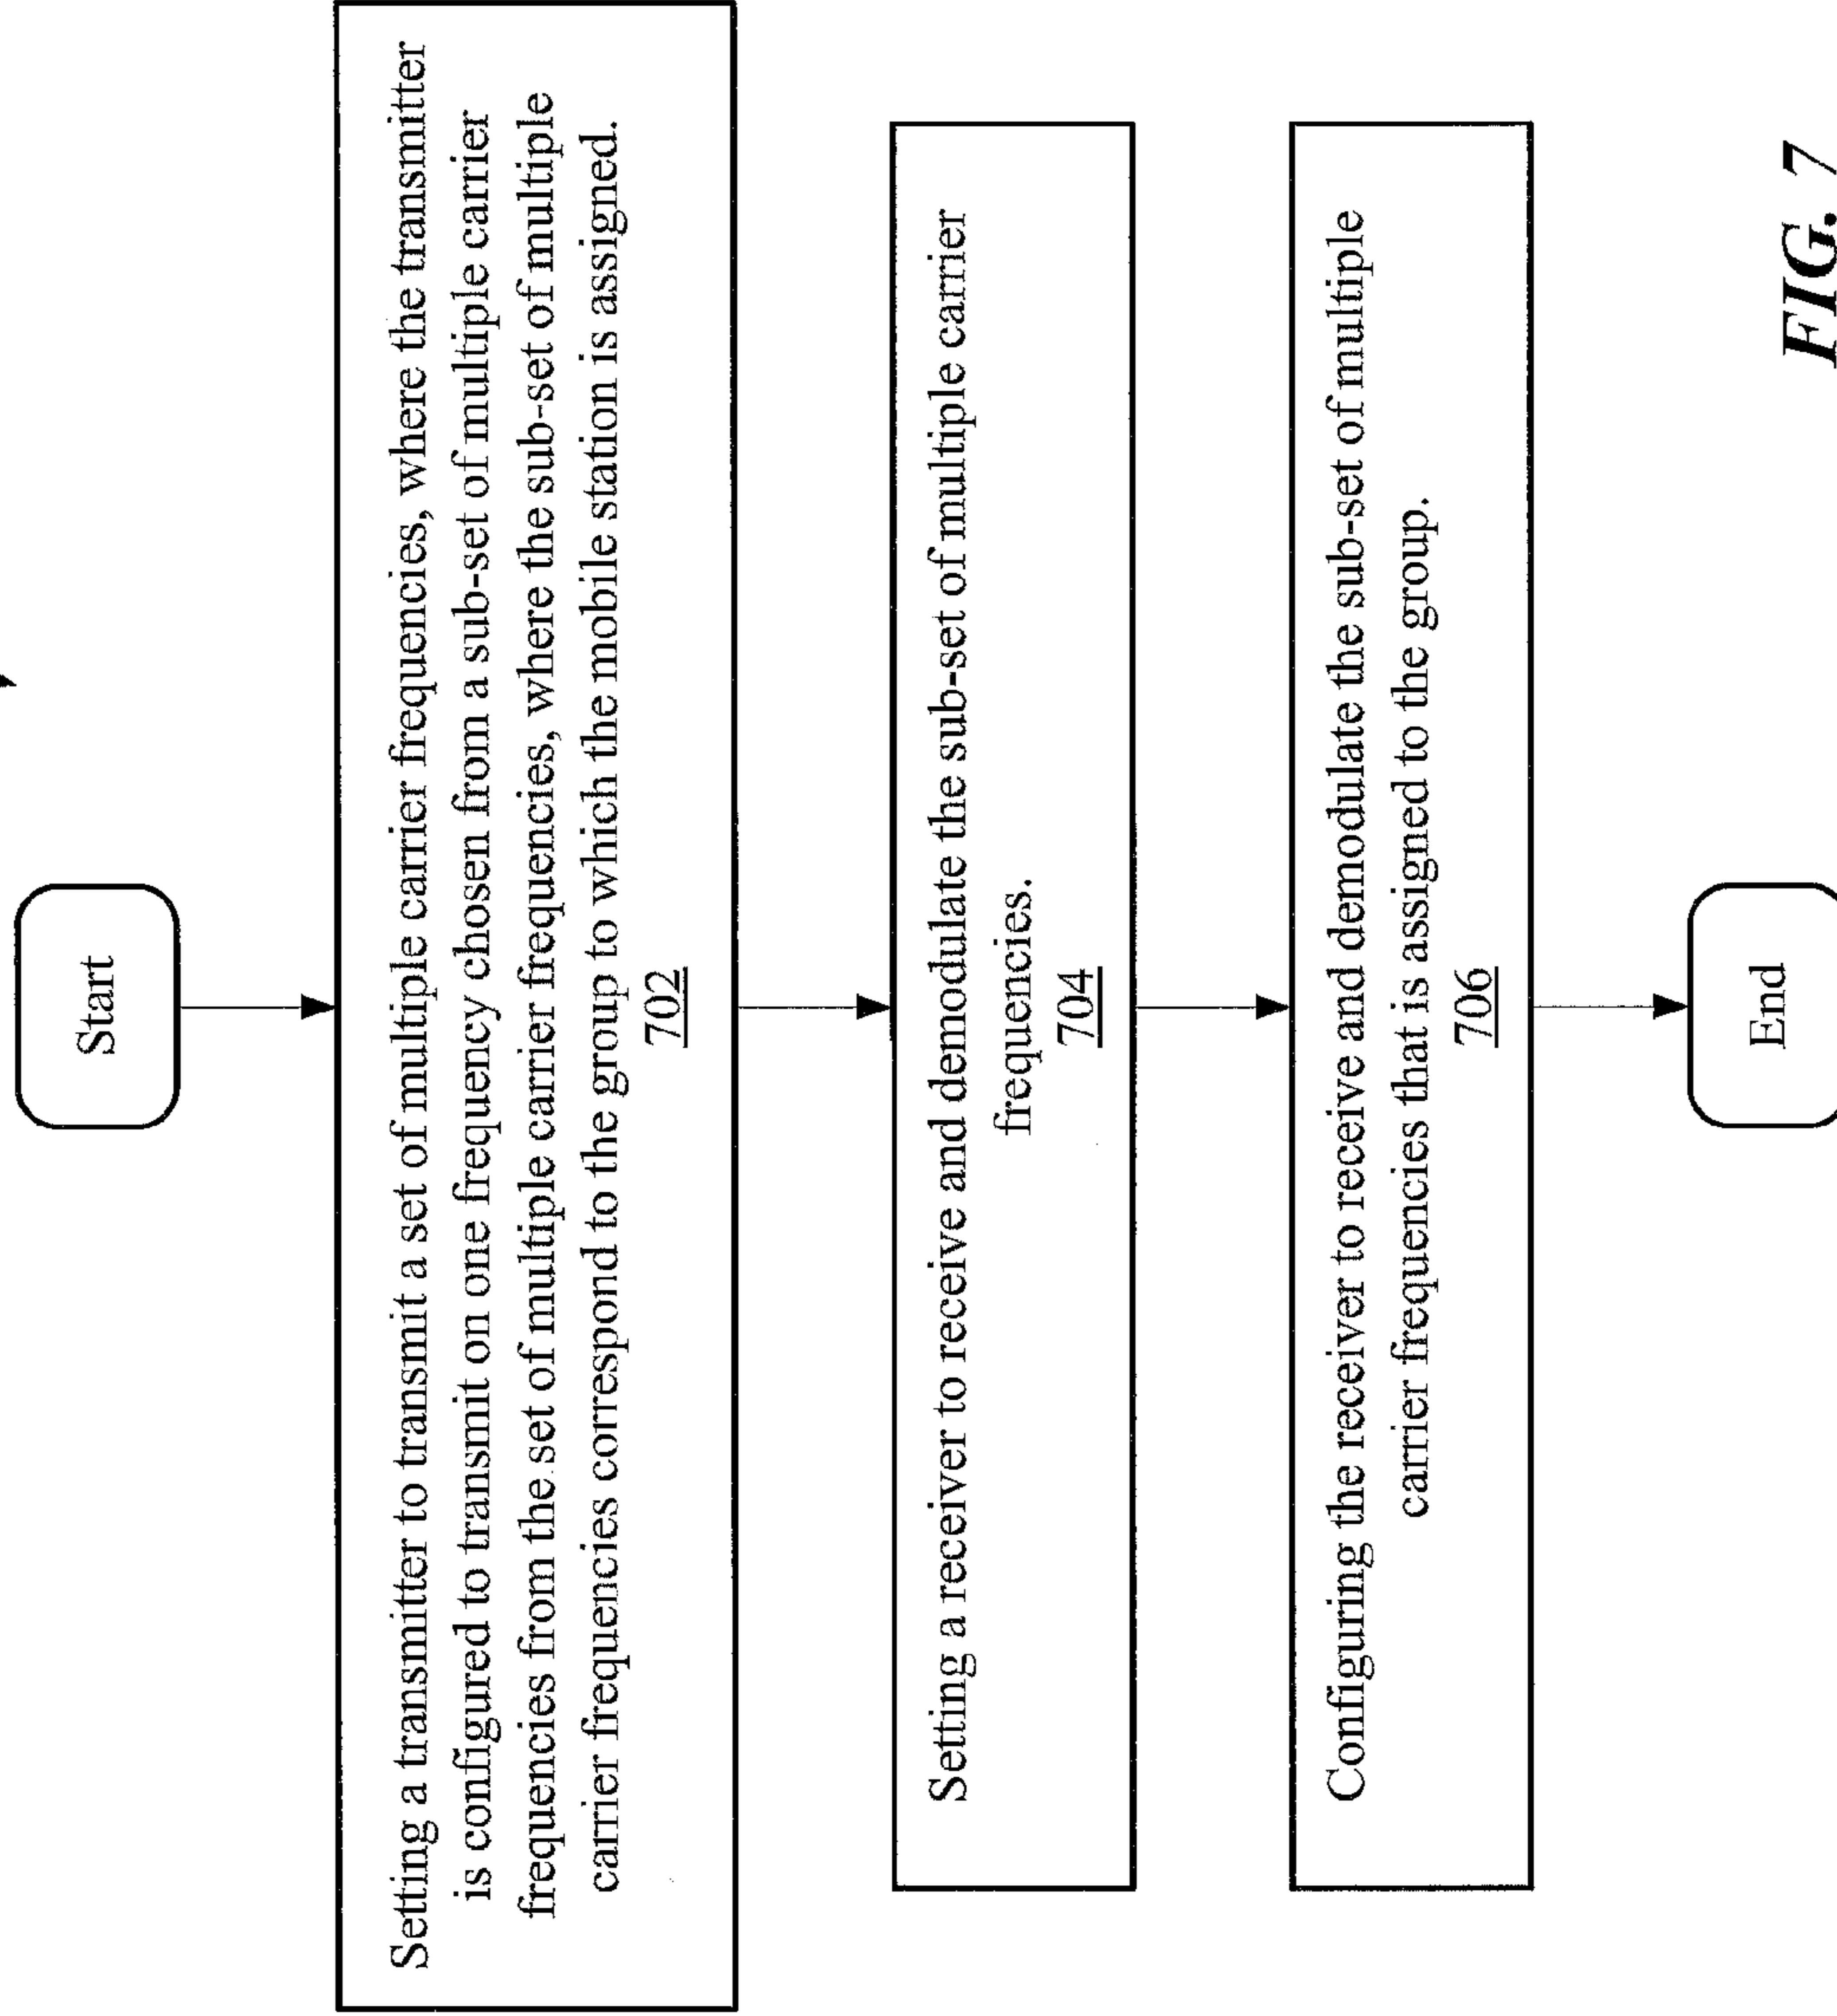 Start
Setting a transmitter to transmit a set of multiple carrier frequencies, where the transmitter
is configured to transmit on one frequency chosen from a sub-set of multiple carrier
frequencies from the set of multiple carrier frequencies, where the sub-set of multiple
carrier frequencies correspond to the group to which the mobile station is assigned.
702
Setting a receiver to receive and demodulate the sub-set of multiple carrier
frequencies.
704
Configuring the receiver to receive and demodulate the sub-set of multiple
carrier frequencies that is assigned to the group.
706
End
FIG. 7